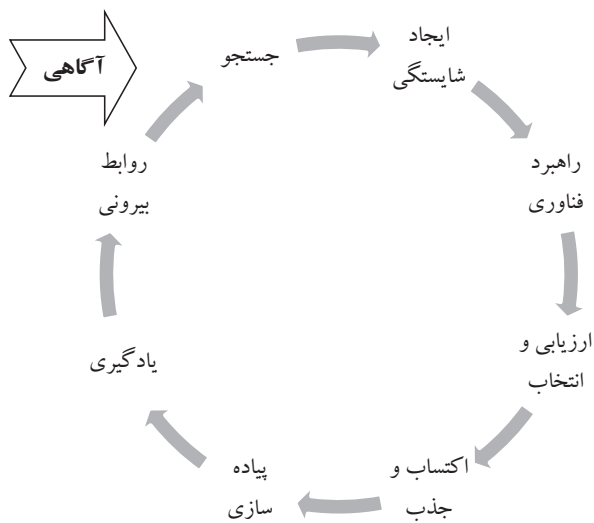 آگاهی
جستجو
ایجاد
شایستگی
راهبرد
فناوری
ارزیابی و
انتخاب
اکتساب و
جذب
پیاده
سازی
یادگیری
روابط
بیرونی